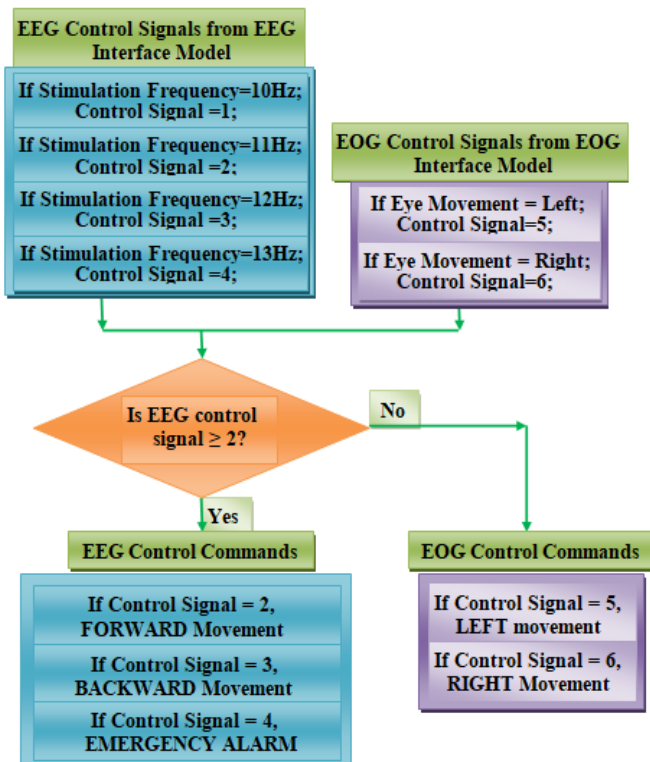 EEG Control Signals from EEG
Interface Model
If Stimulation Frequency=10Hz;
Control Signal =1;
If Stimulation Frequency=11Hz;
Control Signal =2;
If Stimulation Frequency=12Hz;
Control Signal =3;
If Stimulation Frequency=13Hz;
Control Signal =4;
EOG Control Signals from EOG
Interface Model
If Eye Movement = Left;
Control Signal=5;
If Eye Movement = Right;
Control Signal=6;
Is EEG control
signal ≥ 2?
No
Yes
EEG Control Commands
If Control Signal = 2,
FORWARD Movement
If Control Signal = 3,
BACKWARD Movement
If Control Signal = 4,
EMERGENCY ALARM
EOG Control Commands
If Control Signal = 5,
LEFT movement
If Control Signal = 6,
RIGHT Movement